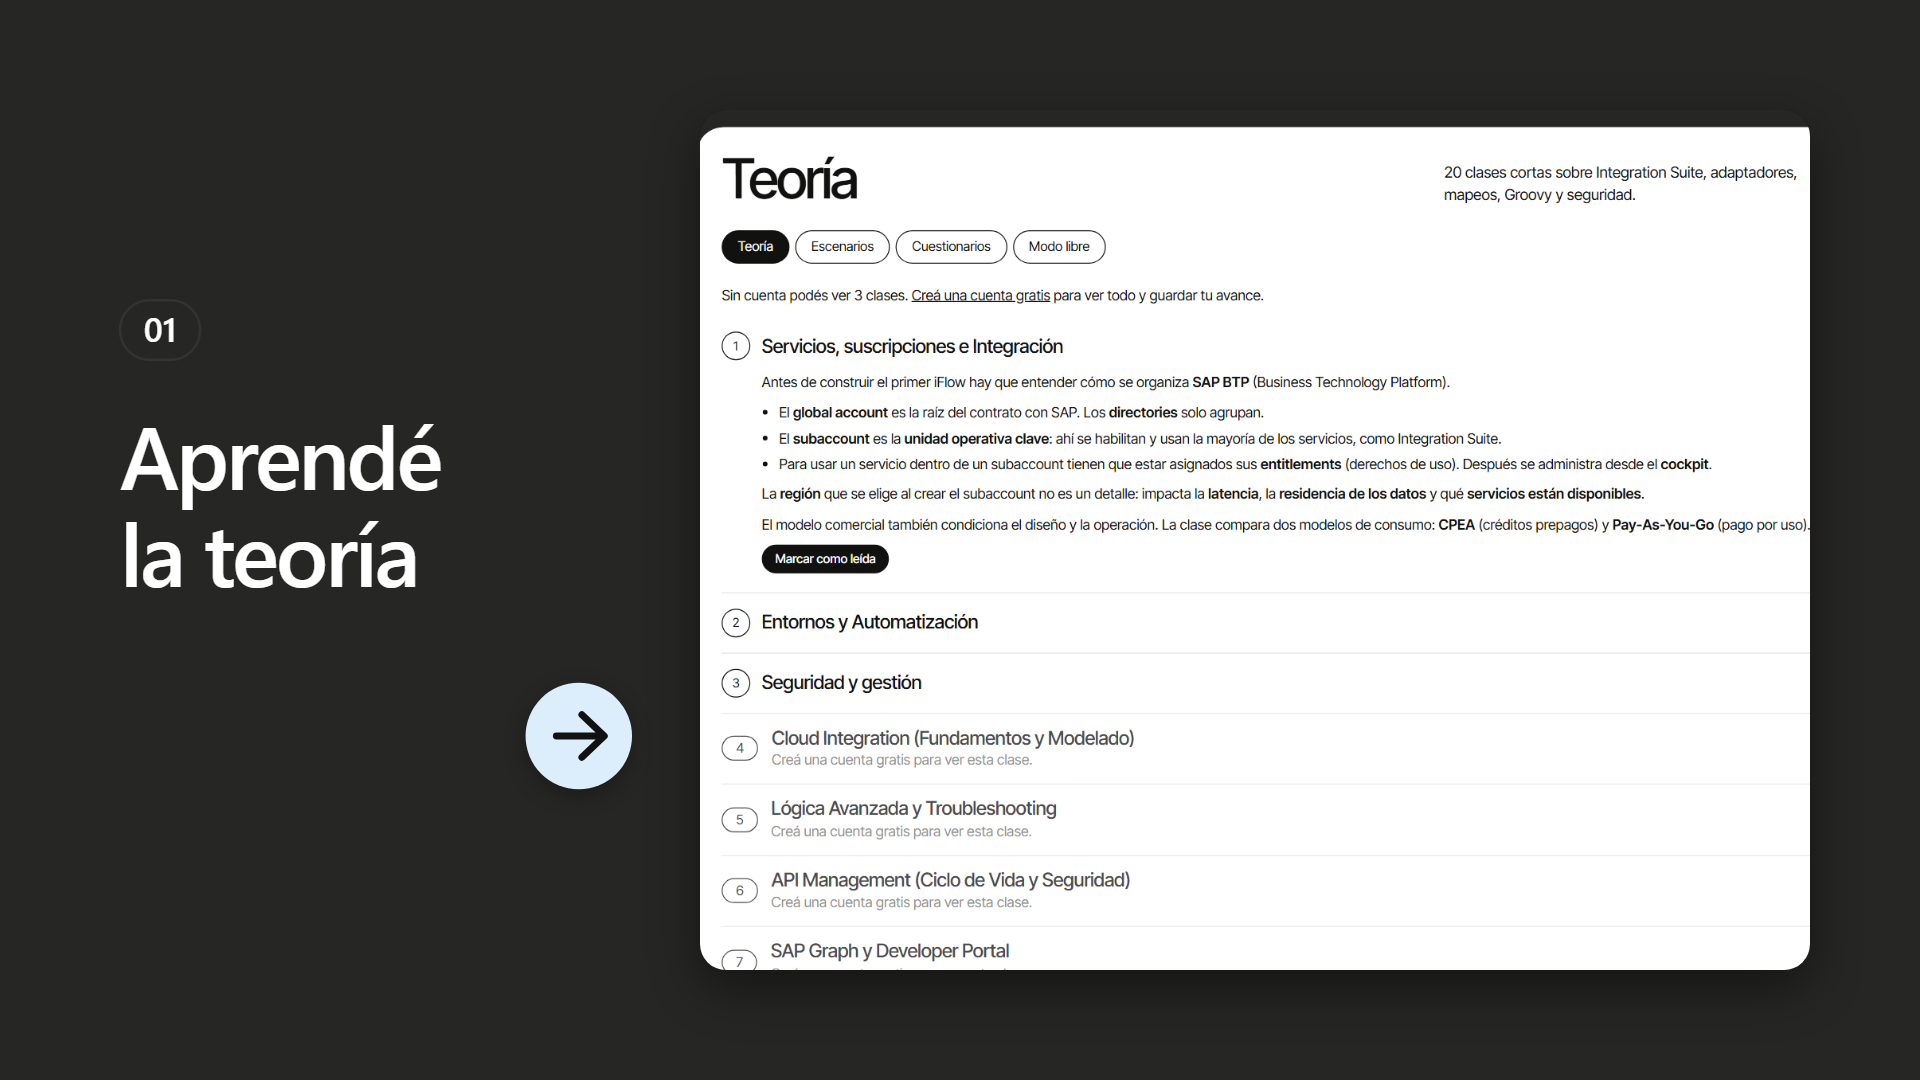 01
Aprendé
la teoría
Teoría
20 clases cortas sobre Integration Suite, adaptadores,
mapeos, Groovy y seguridad.
Teoría
Escenarios
Cuestionarios
Modo libre
Sin cuenta podés ver 3 clases. Creá una cuenta gratis para ver todo y guardar tu avance.
1 Servicios, suscripciones e Integración
Antes de construir el primer iFlow hay que entender cómo se organiza SAP BTP (Business Technology Platform).
• El global account es la raíz del contrato con SAP. Los directories solo agrupan.
• El subaccount es la unidad operativa clave: ahí se habilitan y usan la mayoría de los servicios, como Integration Suite.
• Para usar un servicio dentro de un subaccount tienen que estar asignados sus entitlements (derechos de uso). Después se administra desde el cockpit.
La región que se elige al crear el subaccount no es un detalle: impacta la latencia, la residencia de los datos y qué servicios están disponibles.
El modelo comercial también condiciona el diseño y la operación. La clase compara dos modelos de consumo: CPEA (créditos prepagos) y Pay-As-You-Go (pago por uso).
Marcar como leída
2 Entornos y Automatización
3 Seguridad y gestión
4 Cloud Integration (Fundamentos y Modelado)
Creá una cuenta gratis para ver esta clase.
5 Lógica Avanzada y Troubleshooting
Creá una cuenta gratis para ver esta clase.
6 API Management (Ciclo de Vida y Seguridad)
Creá una cuenta gratis para ver esta clase.
7 SAP Graph y Developer Portal